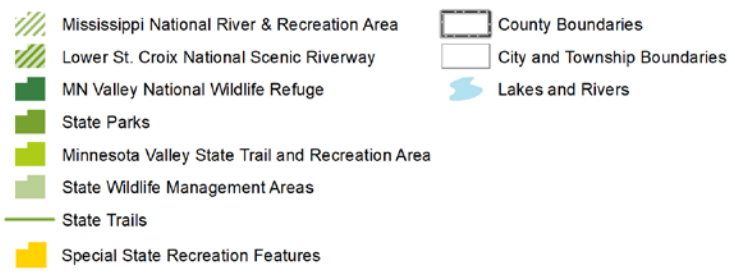 Mississippi National River & Recreation Area
Lower St. Croix National Scenic Riverway
MN Valley National Wildlife Refuge
State Parks
Minnesota Valley State Trail and Recreation Area
State Wildlife Management Areas
State Trails
Special State Recreation Features
County Boundaries
City and Township Boundaries
Lakes and Rivers